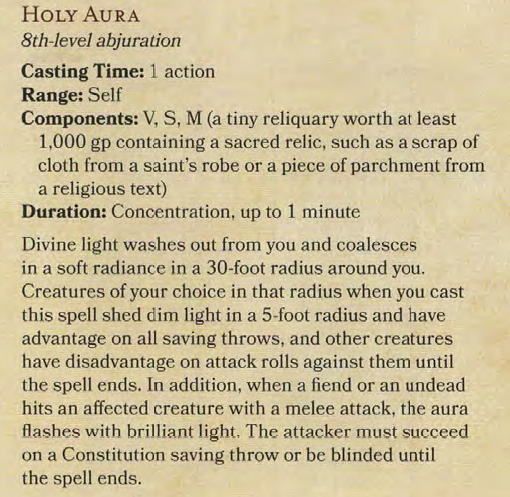 HOLY AURA
8th-level abjuration
Casting Time: 1 action
Range: Self
Components: V, S, M (a tiny reliquary worth at least
1,000 gp containing a sacred relic, such as a scrap of
cloth from a saint's robe or a piece of parchment from
a religious text)
Duration: Concentration, up to 1 minute
Divine light washes out from you and coalesces
in a soft radiance in a 30-foot radius around you.
Creatures of your choice in that radius when you cast
this spell shed dim light in a 5-foot radius and have
advantage on all saving throws, and other creatures
have disadvantage on attack rolls against them until
the spell ends. In addition, when a fiend or an undead
hits an affected creature with a melee attack, the aura
flashes with brilliant light. The attacker must succeed
on a Constitution saving throw or be blinded until
the spell ends.